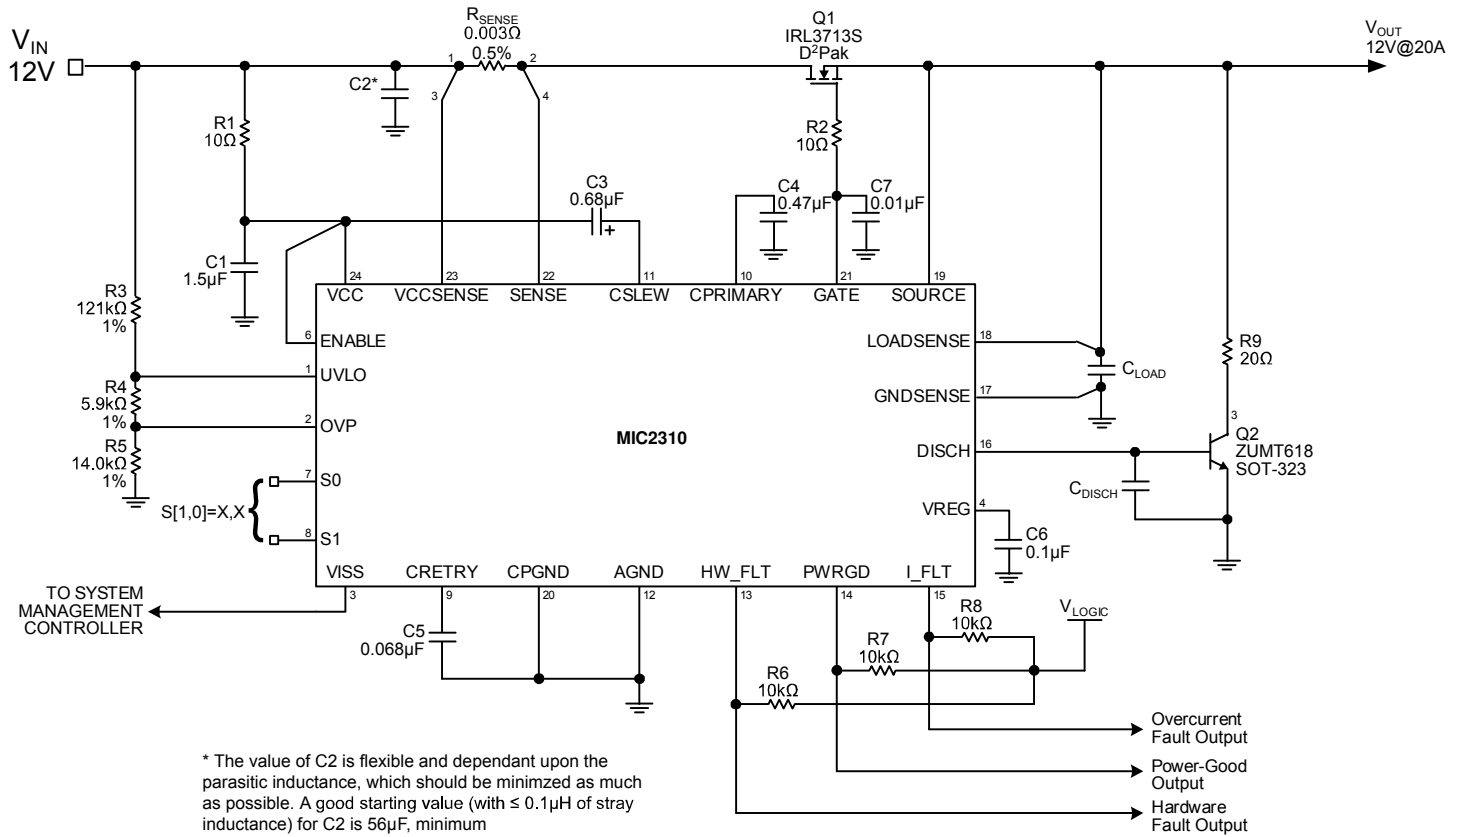 V_IN
12V
R_SENSE
0.003Ω
0.5%
1
2
3
4
C2*
Q1
IRL3713S
D²Pak
V_OUT
12V@20A
R1
10Ω
R2
10Ω
C3
0.68µF
+
C4
0.47µF
C7
0.01µF
C1
1.5µF
R3
121kΩ
1%
R4
5.9kΩ
1%
R5
14.0kΩ
1%
24
23
22
11
10
21
19
VCC
VCCSENSE
SENSE
CSLEW
CPRIMARY
GATE
SOURCE
6
ENABLE
1
UVLO
2
OVP
7
S0
8
S1
S[1,0]=X,X
MIC2310
LOADSENSE
18
GNDSENSE
17
DISCH
16
VREG
4
C_LOAD
R9
20Ω
3
Q2
ZUMT618
SOT-323
C_DISCH
C6
0.1µF
VISS
CRETRY
CPGND
AGND
HW_FLT
PWRGD
I_FLT
3
9
20
12
13
14
15
TO SYSTEM
MANAGEMENT
CONTROLLER
C5
0.068µF
R8
10kΩ
R7
10kΩ
R6
10kΩ
V_LOGIC
Overcurrent
Fault Output
Power-Good
Output
Hardware
Fault Output
* The value of C2 is flexible and dependant upon the
parasitic inductance, which should be minimzed as much
as possible. A good starting value (with ≤ 0.1µH of stray
inductance) for C2 is 56µF, minimum